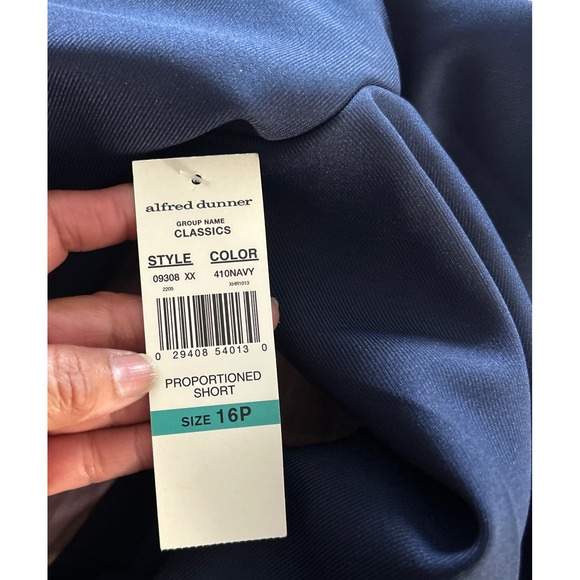 alfred dunner
GROUP NAME
CLASSICS
STYLE COLOR
09308 XX 410NAVY
2205 XHR1013
0 29408 54013 0
PROPORTIONED
SHORT
SIZE 16P